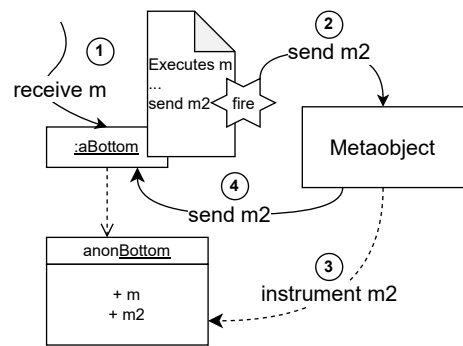 1
receive m
Executes m
...
send m2
fire
2
send m2
:aBottom
Metaobject
4
send m2
anonBottom
+ m
+ m2
3
instrument m2